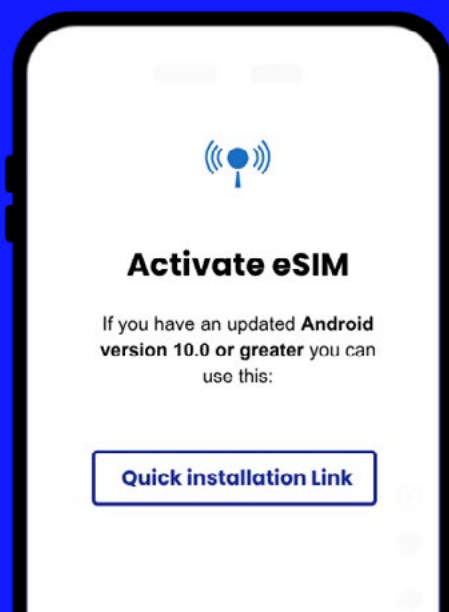 Activate eSIM
If you have an updated Android
version 10.0 or greater you can
use this:
Quick installation Link